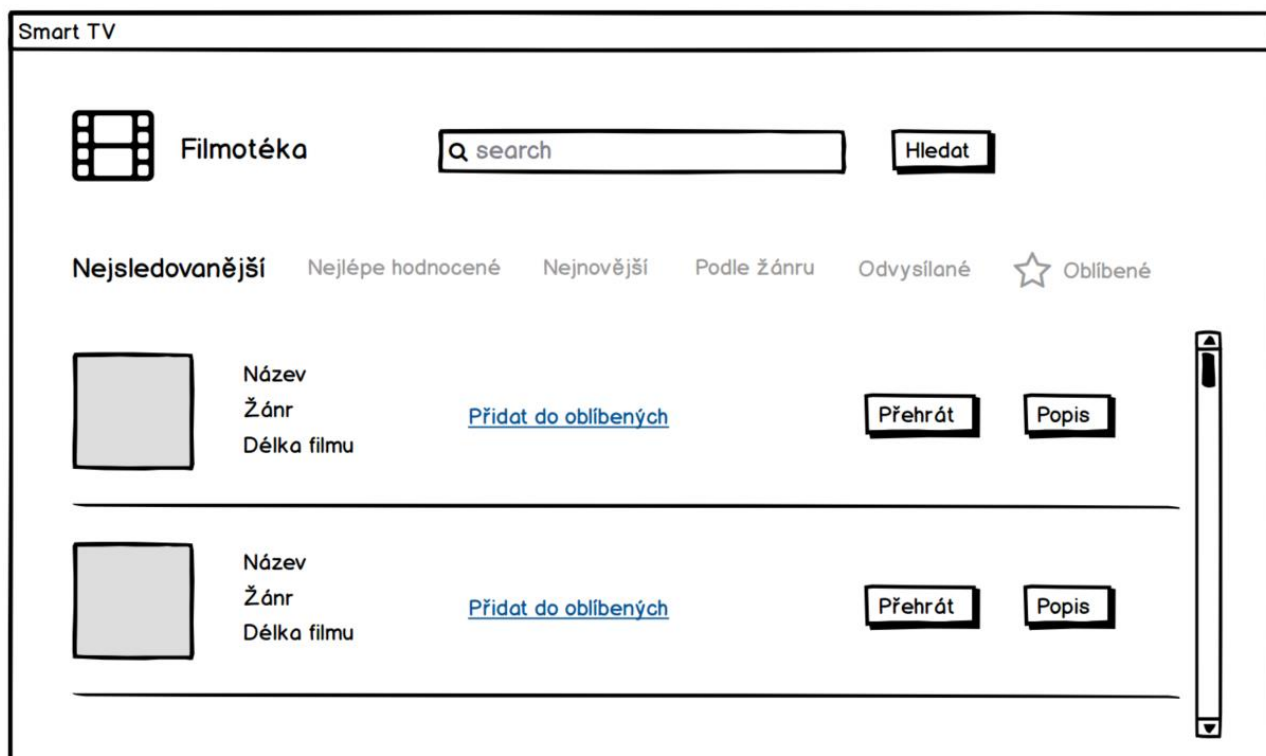 Smart TV
Filmotéka
search
Hledat
Nejsledovanější Nejlépe hodnocené Nejnovější Podle žánru Odvysílané Oblíbené
Název
Žánr
Délka filmu
Přidat do oblíbených
Přehrát
Popis
Název
Žánr
Délka filmu
Přidat do oblíbených
Přehrát
Popis